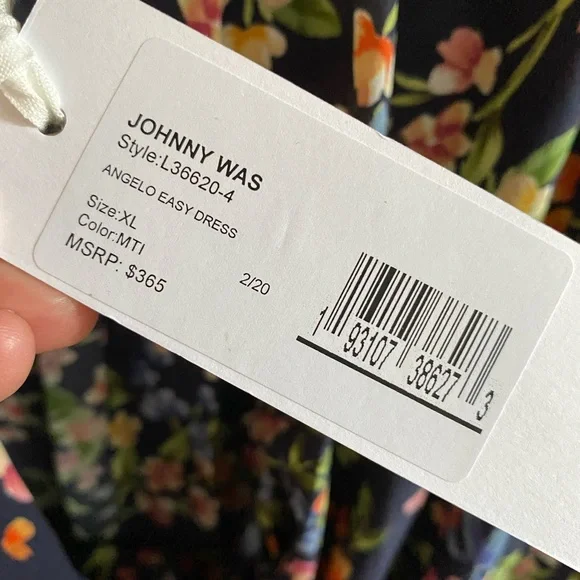 JOHNNY WAS
Style:L36620-4
ANGELO EASY DRESS
Size:XL
Color:MTI
MSRP: $365 2/20
1 93107 38627 3